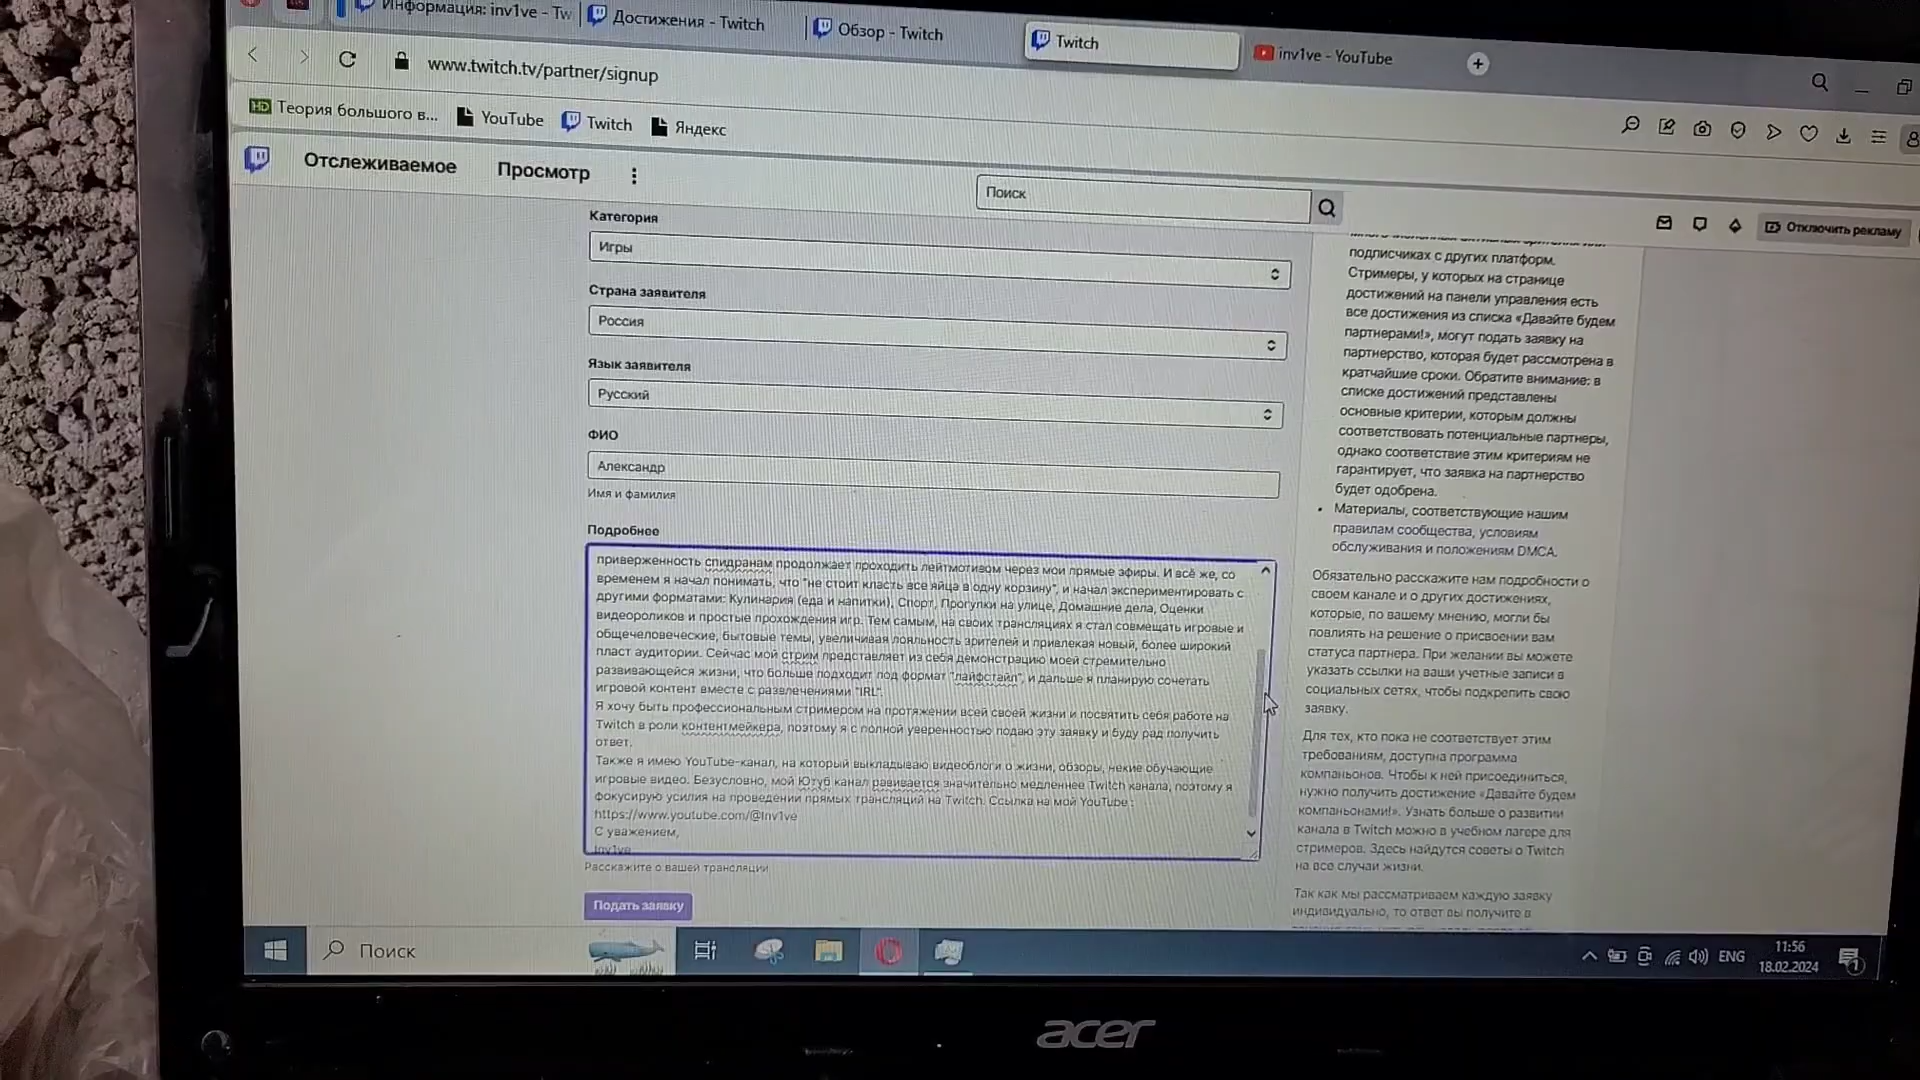 Информация: inv1ve - Tw
Достижения - Twitch
Обзор - Twitch
Twitch
inv1ve - YouTube
www.twitch.tv/partner/signup
HD Теория большого в...
YouTube
Twitch
Яндекс
Отслеживаемое
Просмотр
Поиск
Отключить рекламу
Категория
Игры
Страна заявителя
Россия
Язык заявителя
Русский
ФИО
Александр
Имя и фамилия
Подробнее
приверженность спидранам продолжает проходить лейтмотивом через мои прямые эфиры. И всё же, со
временем я начал понимать, что "не стоит класть все яйца в одну корзину", и начал экспериментировать с
другими форматами: Кулинария (еда и напитки), Спорт, Прогулки на улице, Домашние дела, Оценки
видеороликов и простые прохождения игр. Тем самым, на своих трансляциях я стал совмещать игровые и
общечеловеческие, бытовые темы, увеличивая лояльность зрителей и привлекая новый, более широкий
пласт аудитории. Сейчас мой стрим представляет из себя демонстрацию моей стремительно
развивающейся жизни, что больше подходит под формат "лайфстайл", и дальше я планирую сочетать
игровой контент вместе с развлечениями "IRL".
Я хочу быть профессиональным стримером на протяжении всей своей жизни и посвятить себя работе на
Twitch в роли контентмейкера, поэтому я с полной уверенностью подаю эту заявку и буду рад получить
ответ.
Также я имею YouTube-канал, на который выкладываю видеоблоги о жизни, обзоры, некие обучающие
игровые видео. Безусловно, мой Ютуб канал равивается значительно медленнее Twitch канала, поэтому я
фокусирую усилия на проведении прямых трансляций на Twitch. Ссылка на мой YouTube :
https://www.youtube.com/@Inv1ve
С уважением,
Inv1ve
Расскажите о вашей трансляции
Подать заявку
подписчиках с других платформ.
Стримеры, у которых на странице
достижений на панели управления есть
все достижения из списка «Давайте будем
партнерами!», могут подать заявку на
партнерство, которая будет рассмотрена в
кратчайшие сроки. Обратите внимание: в
списке достижений представлены
основные критерии, которым должны
соответствовать потенциальные партнеры,
однако соответствие этим критериям не
гарантирует, что заявка на партнерство
будет одобрена.
• Материалы, соответствующие нашим
правилам сообщества, условиям
обслуживания и положениям DMCA.
Обязательно расскажите нам подробности о
своем канале и о других достижениях,
которые, по вашему мнению, могли бы
повлиять на решение о присвоении вам
статуса партнера. При желании вы можете
указать ссылки на ваши учетные записи в
социальных сетях, чтобы подкрепить свою
заявку.
Для тех, кто пока не соответствует этим
требованиям, доступна программа
компаньонов. Чтобы к ней присоединиться,
нужно получить достижение «Давайте будем
компаньонами!». Узнать больше о развитии
канала в Twitch можно в учебном лагере для
стримеров. Здесь найдутся советы о Twitch
на все случаи жизни.
Так как мы рассматриваем каждую заявку
индивидуально, то ответ вы получите в
Поиск
ENG
11:56
18.02.2024
1
acer